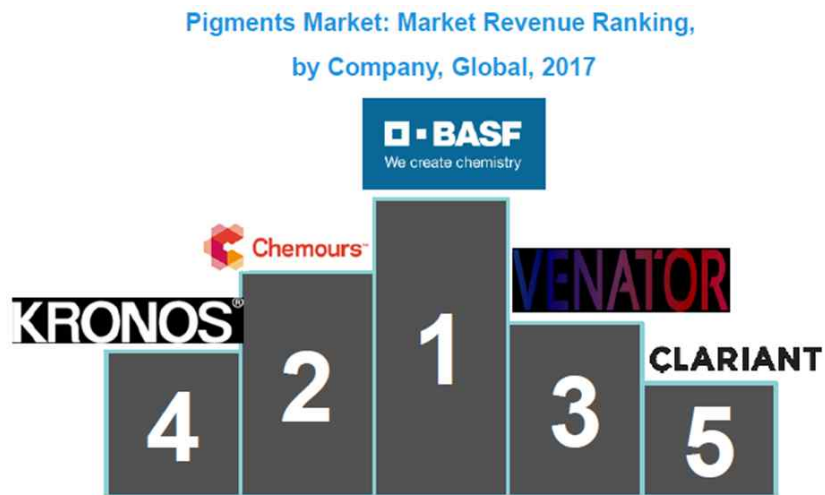 Pigments Market: Market Revenue Ranking,
by Company, Global, 2017
BASF
We create chemistry
Chemours™
VENATOR
KRONOS®
CLARIANT
1
2
3
4
5